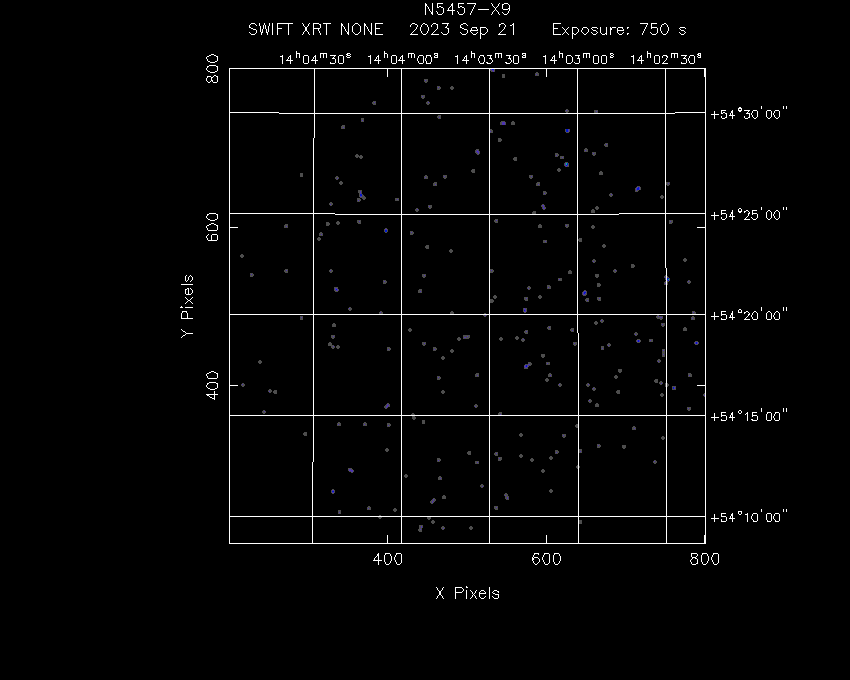 N5457-X9
SWIFT XRT NONE 2023 Sep 21 Exposure: 750 s
14ʰ04ᵐ30ˢ 14ʰ04ᵐ00ˢ 14ʰ03ᵐ30ˢ 14ʰ03ᵐ00ˢ 14ʰ02ᵐ30ˢ
800
+54°30'00"
+54°25'00"
600
Y Pixels
+54°20'00"
400
+54°15'00"
+54°10'00"
400 600 800
X Pixels